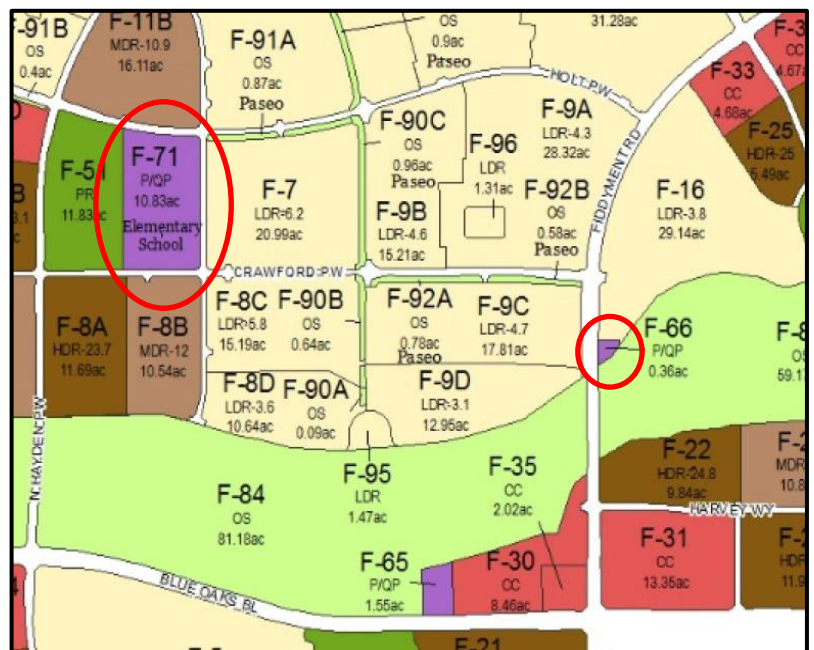 F-91B
OS
0.4ac
F-11B
MDR-10.9
16.11ac
F-91A
OS
0.87ac
Paseo
OS
0.9ac
Paseo
31.28ac
HOLT PW
F-33
CC
4.68ac
CC
4.67
F-25
HDR-25
5.49ac
F-51
PR
11.83ac
F-71
P/QP
10.83ac
Elementary
School
F-7
LDR-6.2
20.99ac
F-90C
OS
0.96ac
Paseo
F-9B
LDR-4.6
15.21ac
F-96
LDR
1.31ac
F-9A
LDR-4.3
28.32ac
F-92B
OS
0.58ac
Paseo
FIDDYMENT RD
F-16
LDR-3.8
29.14ac
CRAWFORD PW
F-8A
HDR-23.7
11.69ac
F-8B
MDR-12
10.54ac
F-8C
LDR-5.8
15.19ac
F-90B
OS
0.64ac
F-92A
OS
0.78ac
Paseo
F-9C
LDR-4.7
17.81ac
F-66
P/QP
0.36ac
F-8
59.17
F-8D
LDR-3.6
10.64ac
F-90A
OS
0.09ac
F-9D
LDR-3.1
12.95ac
N HAYDEN PW
F-84
OS
81.18ac
F-95
LDR
1.47ac
F-35
CC
2.02ac
F-22
HDR-24.8
9.84ac
MDR
10.8
HARVEY WY
F-65
P/QP
1.55ac
F-30
CC
8.46ac
F-31
CC
13.35ac
HDR
11.9
BLUE OAKS BL
F-21